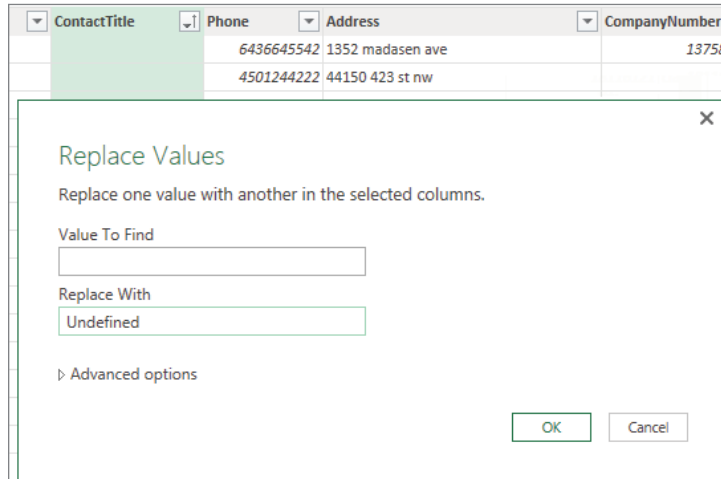 ContactTitle Phone Address CompanyNumber
6436645542 1352 madasen ave 1375
4501244222 44150 423 st nw
Replace Values
Replace one value with another in the selected columns.
Value To Find
Replace With
Undefined
Advanced options
OK Cancel